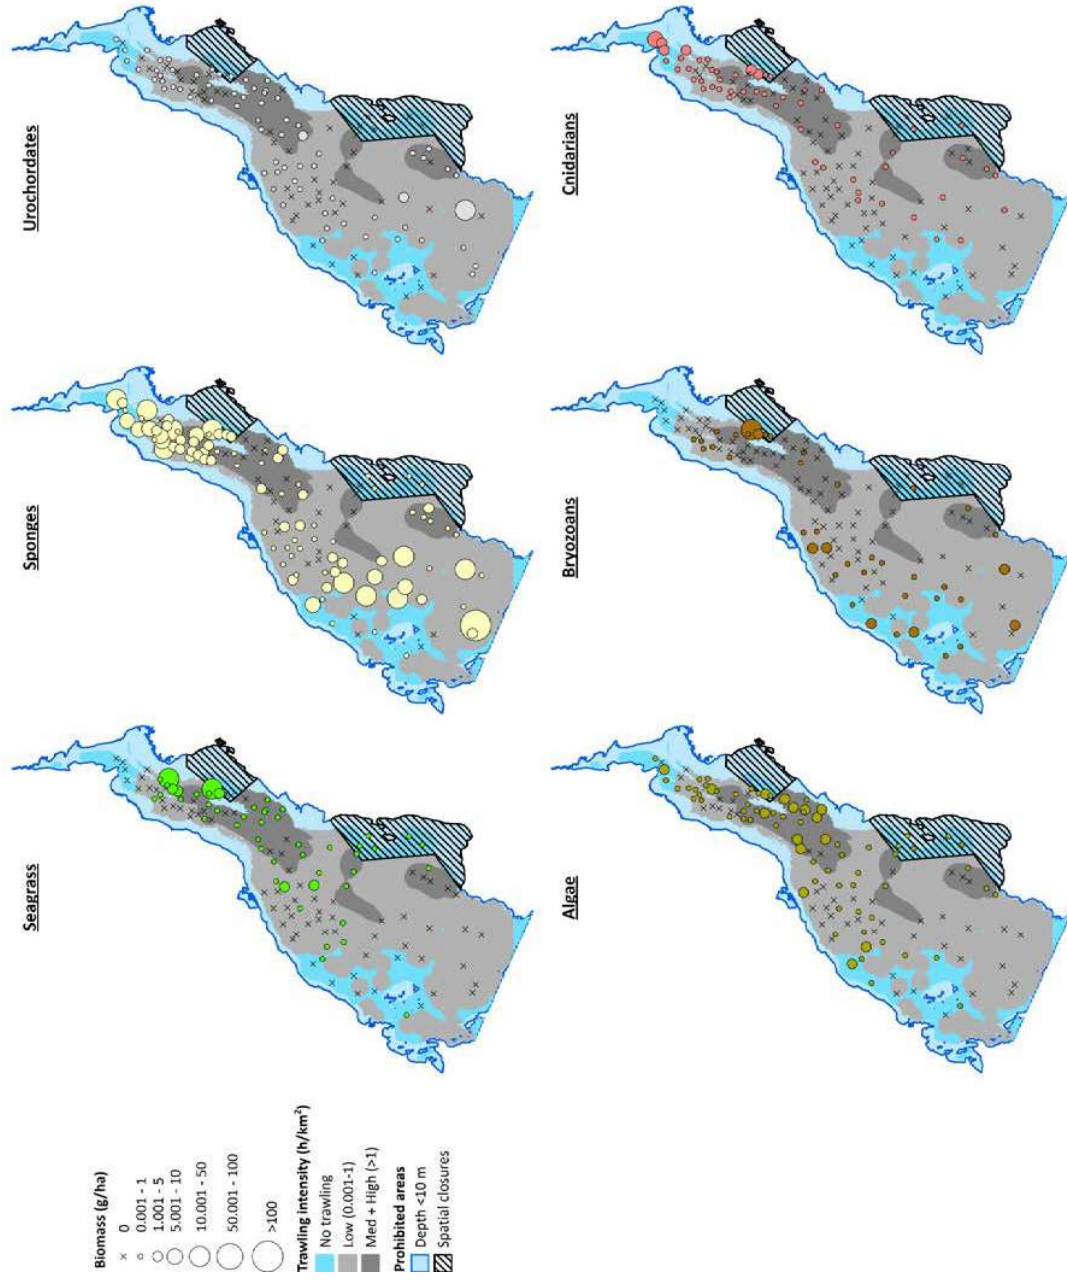 Seagrass
Sponges
Urochordates
Algae
Bryozoans
Cnidarians
Biomass (g/ha)
× 0
0.001 - 1
1.001 - 5
5.001 - 10
10.001 - 50
50.001 - 100
>100
Trawling intensity (h/km²)
No trawling
Low (0.001-1)
Med + High (>1)
Prohibited areas
Depth <10 m
Spatial closures